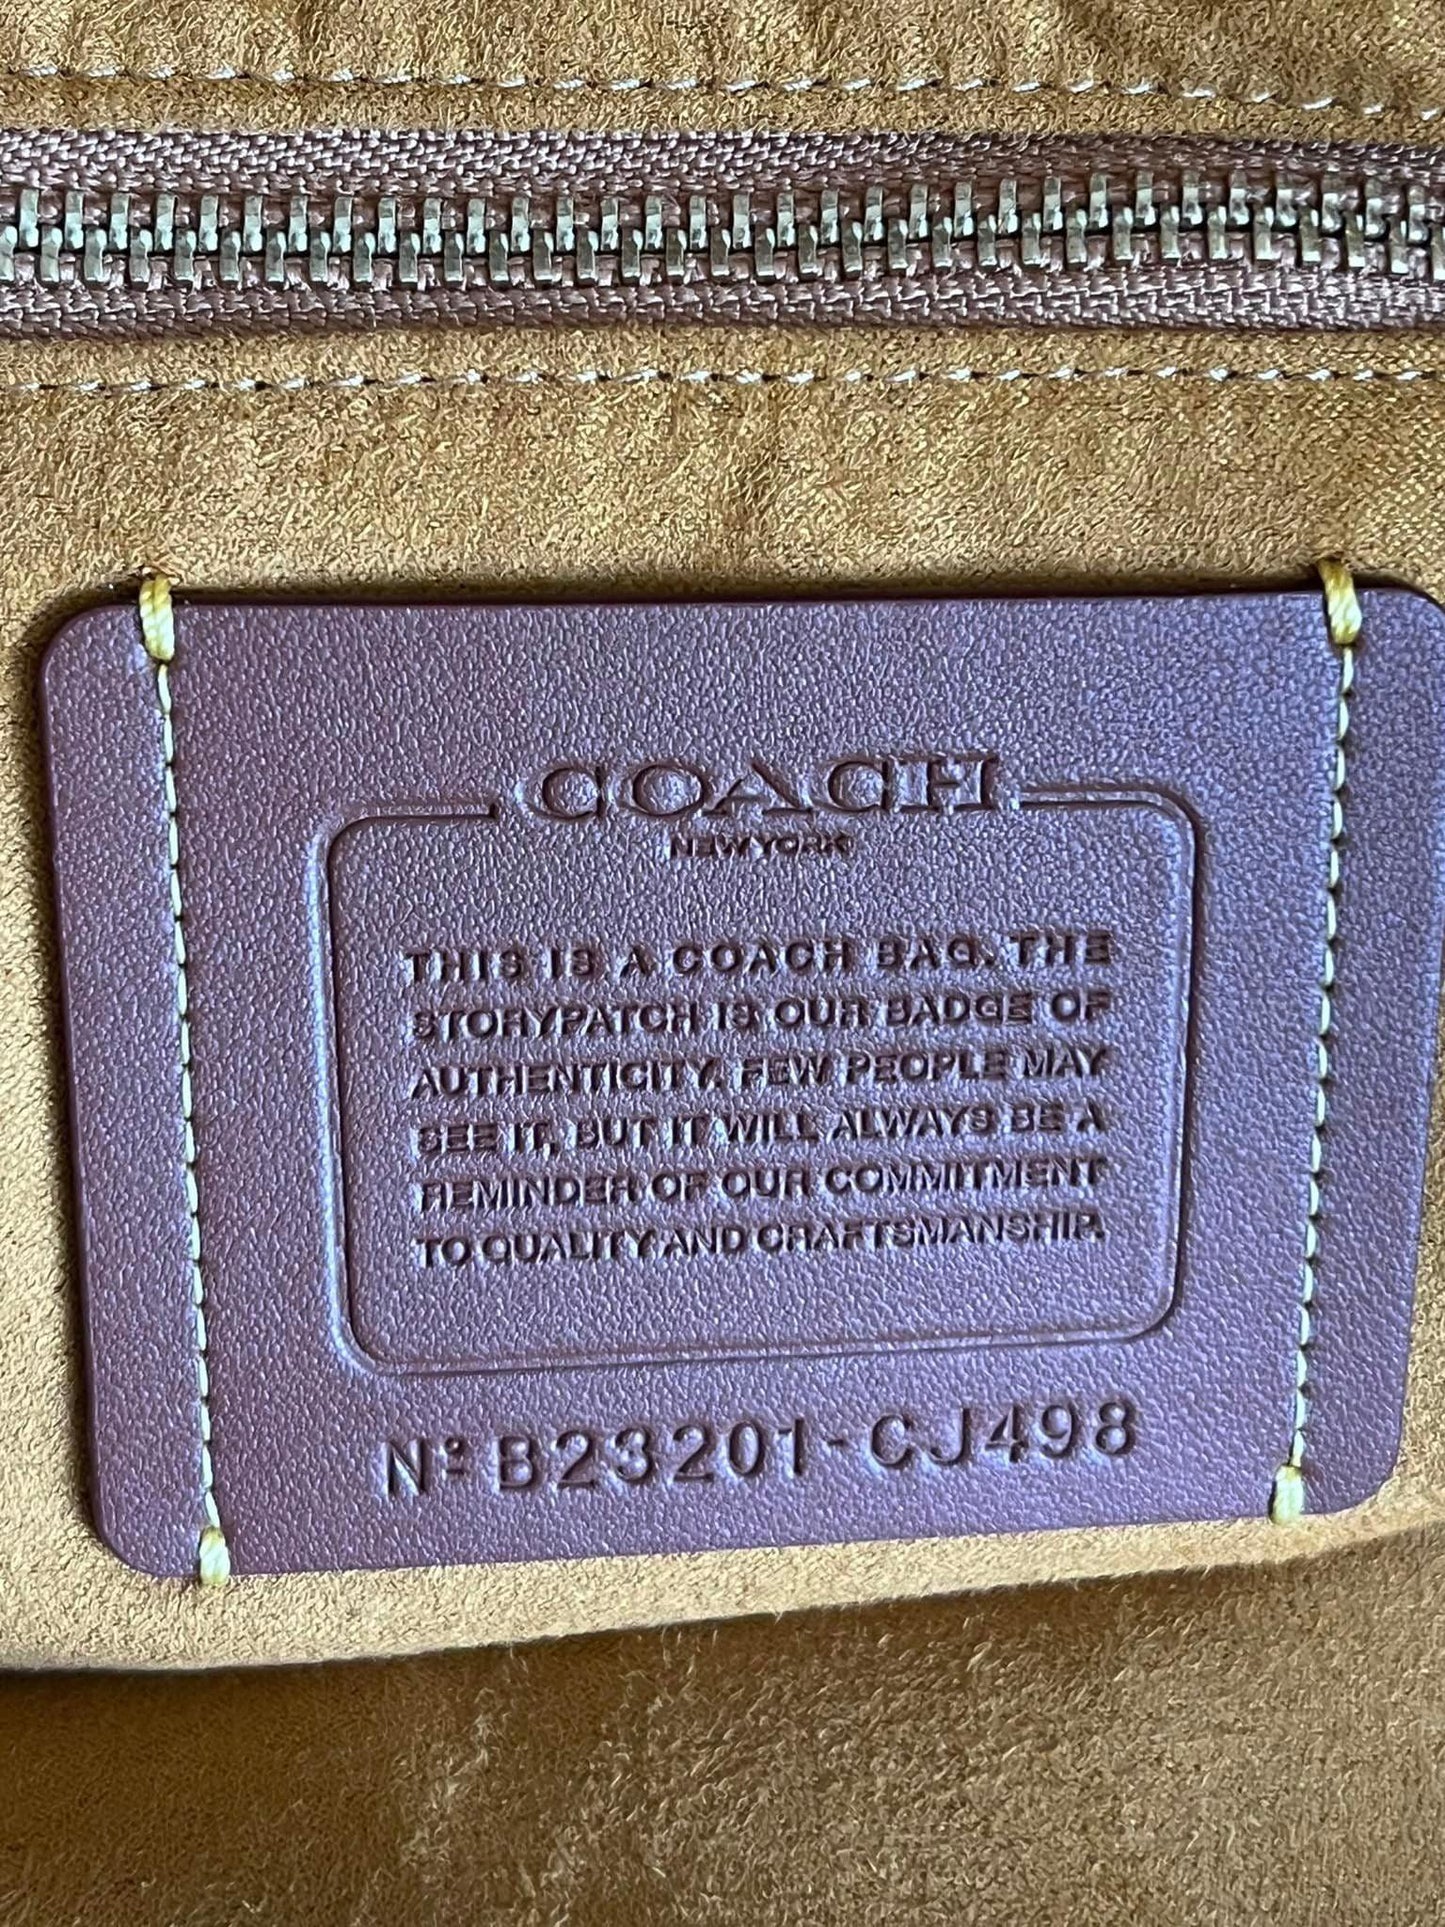 COACH
NEW YORK
THIS IS A COACH BAG. THE
STORYPATCH IS OUR BADGE OF
AUTHENTICITY. FEW PEOPLE MAY
SEE IT, BUT IT WILL ALWAYS BE A
REMINDER OF OUR COMMITMENT
TO QUALITY AND CRAFTSMANSHIP.
Nº B23201-CJ498